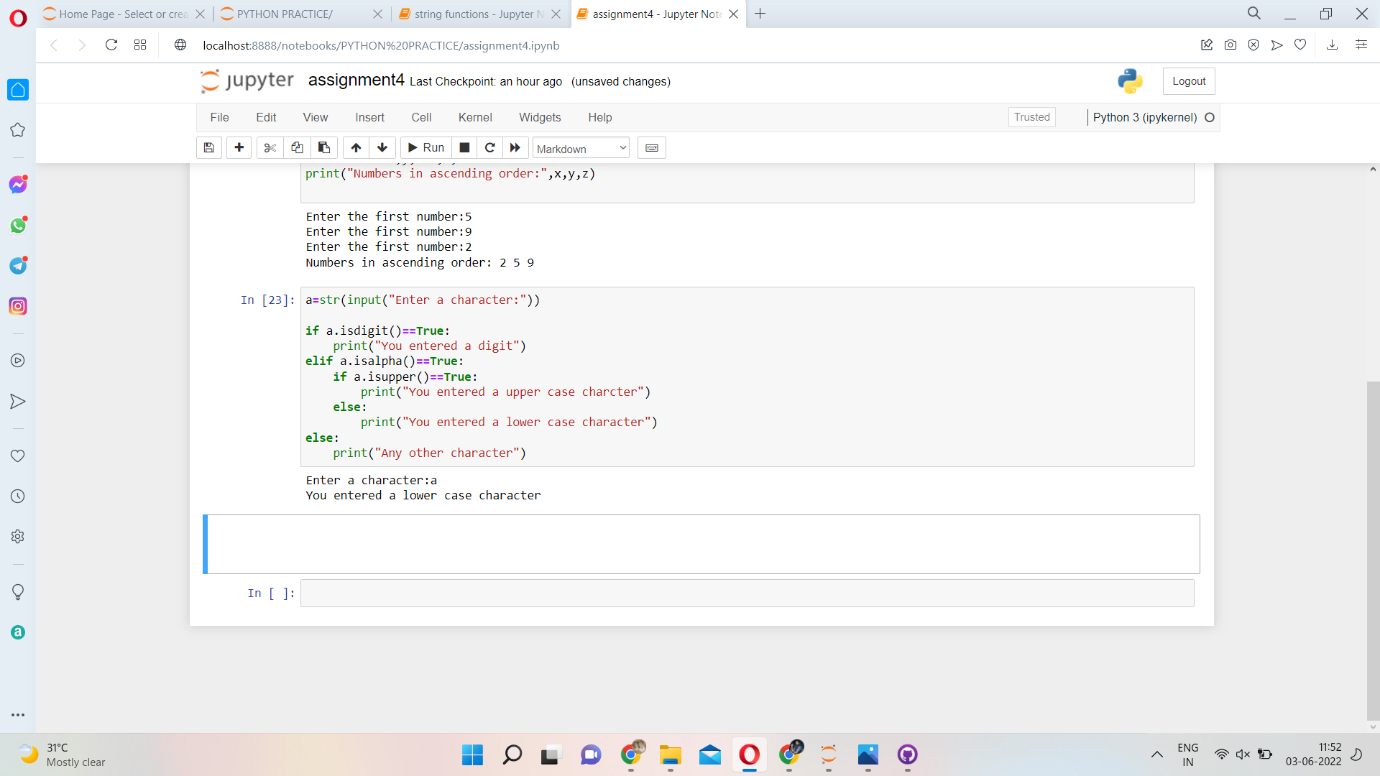 Home Page - Select or crea
PYTHON PRACTICE/
string functions - Jupyter N
assignment4 - Jupyter Not
localhost:8888/notebooks/PYTHON%20PRACTICE/assignment4.ipynb
jupyter assignment4 Last Checkpoint: an hour ago (unsaved changes)
Logout
File Edit View Insert Cell Kernel Widgets Help
Trusted
Python 3 (ipykernel)
Run
Markdown
print("Numbers in ascending order:",x,y,z)
Enter the first number:5
Enter the first number:9
Enter the first number:2
Numbers in ascending order: 2 5 9
In [23]: a=str(input("Enter a character:"))
if a.isdigit()==True:
    print("You entered a digit")
elif a.isalpha()==True:
    if a.isupper()==True:
        print("You entered a upper case charcter")
    else:
        print("You entered a lower case character")
else:
    print("Any other character")
Enter a character:a
You entered a lower case character
In [ ]:
31°C
Mostly clear
ENG
IN
11:52
03-06-2022